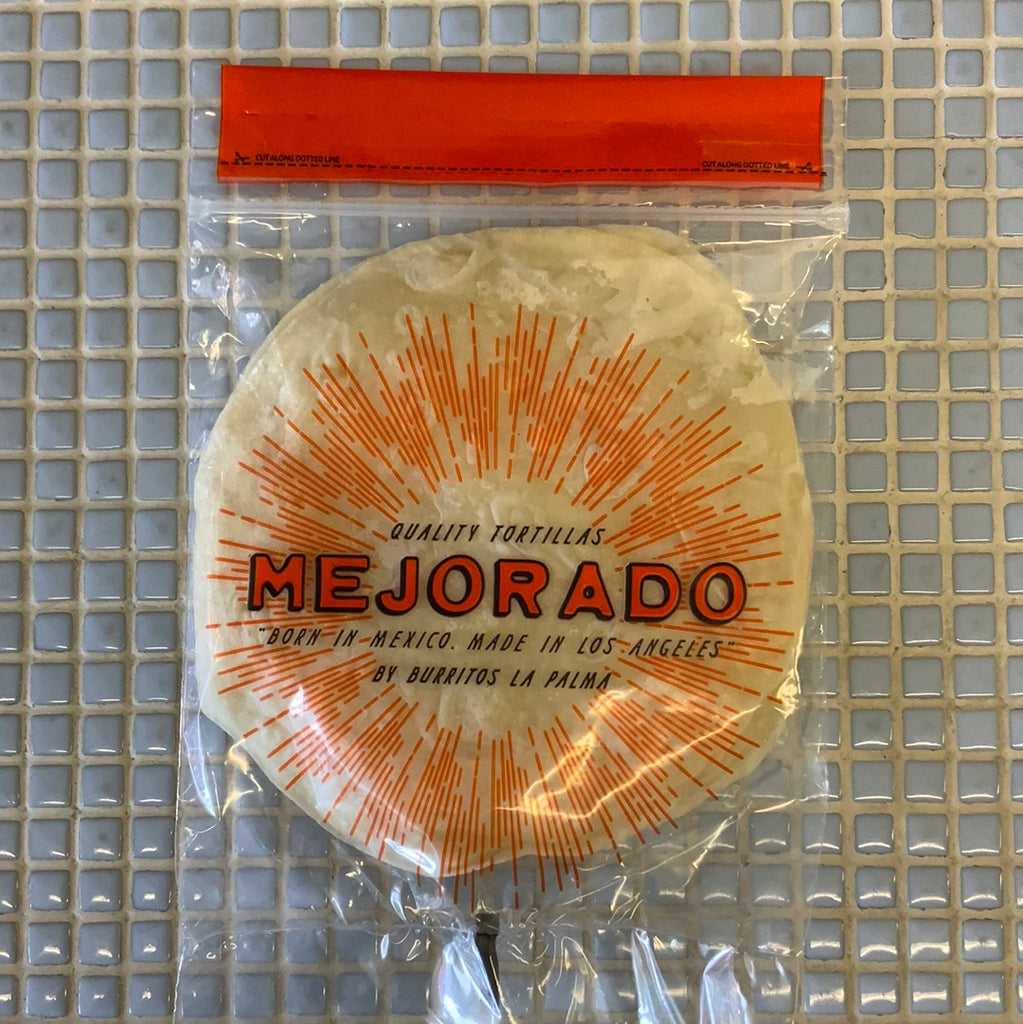 CUT ALONG DOTTED LINE
CUT ALONG DOTTED LINE
QUALITY TORTILLAS
MEJORADO
"BORN IN MEXICO. MADE IN LOS ANGELES"
BY BURRITOS LA PALMA